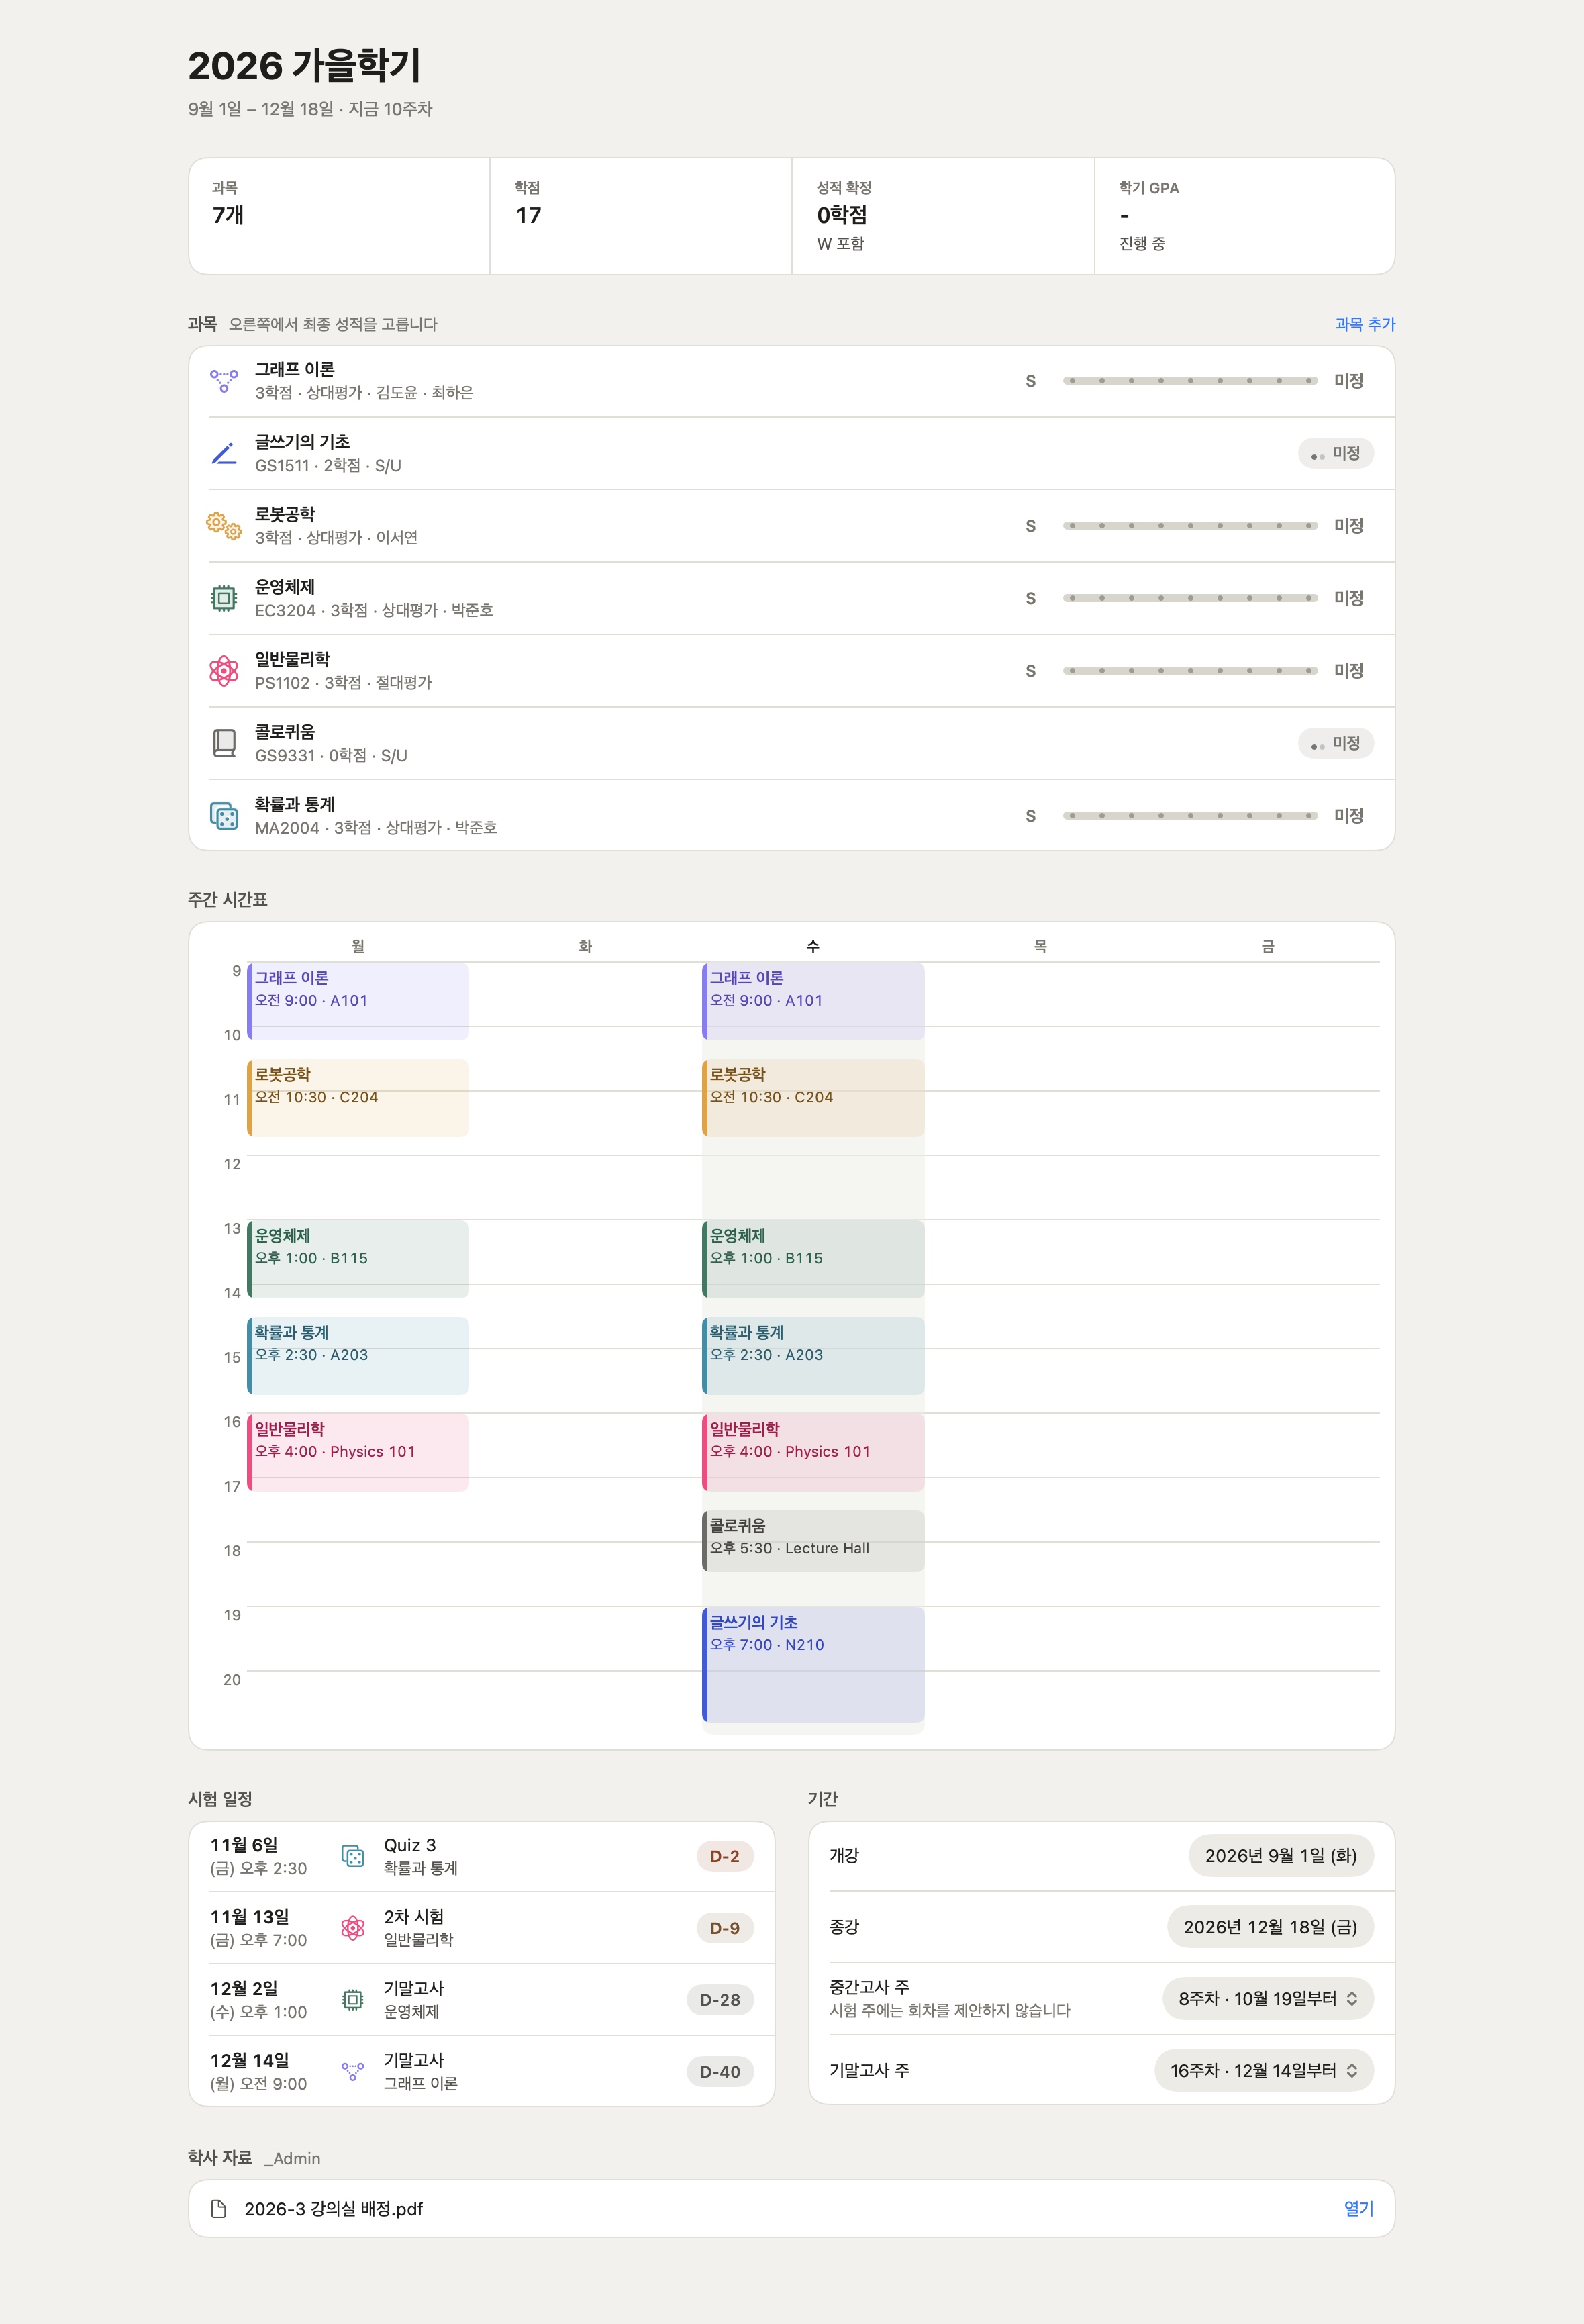 2026 가을학기
9월 1일 – 12월 18일 · 지금 10주차
과목
7개
학점
17
성적 확정
0학점
W 포함
학기 GPA
-
진행 중
과목 오른쪽에서 최종 성적을 고릅니다
과목 추가
그래프 이론
3학점 · 상대평가 · 김도윤 · 최하은
S
미정
글쓰기의 기초
GS1511 · 2학점 · S/U
미정
로봇공학
3학점 · 상대평가 · 이서연
S
미정
운영체제
EC3204 · 3학점 · 상대평가 · 박준호
S
미정
일반물리학
PS1102 · 3학점 · 절대평가
S
미정
콜로퀴움
GS9331 · 0학점 · S/U
미정
확률과 통계
MA2004 · 3학점 · 상대평가 · 박준호
S
미정
주간 시간표
월 화 수 목 금
9
그래프 이론
오전 9:00 · A101
그래프 이론
오전 9:00 · A101
10
로봇공학
오전 10:30 · C204
로봇공학
오전 10:30 · C204
11
12
13
운영체제
오후 1:00 · B115
운영체제
오후 1:00 · B115
14
확률과 통계
오후 2:30 · A203
확률과 통계
오후 2:30 · A203
15
16
일반물리학
오후 4:00 · Physics 101
일반물리학
오후 4:00 · Physics 101
17
콜로퀴움
오후 5:30 · Lecture Hall
18
19
글쓰기의 기초
오후 7:00 · N210
20
시험 일정
11월 6일
(금) 오후 2:30
Quiz 3
확률과 통계
D-2
11월 13일
(금) 오후 7:00
2차 시험
일반물리학
D-9
12월 2일
(수) 오후 1:00
기말고사
운영체제
D-28
12월 14일
(월) 오전 9:00
기말고사
그래프 이론
D-40
기간
개강
2026년 9월 1일 (화)
종강
2026년 12월 18일 (금)
중간고사 주
시험 주에는 회차를 제안하지 않습니다
8주차 · 10월 19일부터
기말고사 주
16주차 · 12월 14일부터
학사 자료 _Admin
2026-3 강의실 배정.pdf
열기